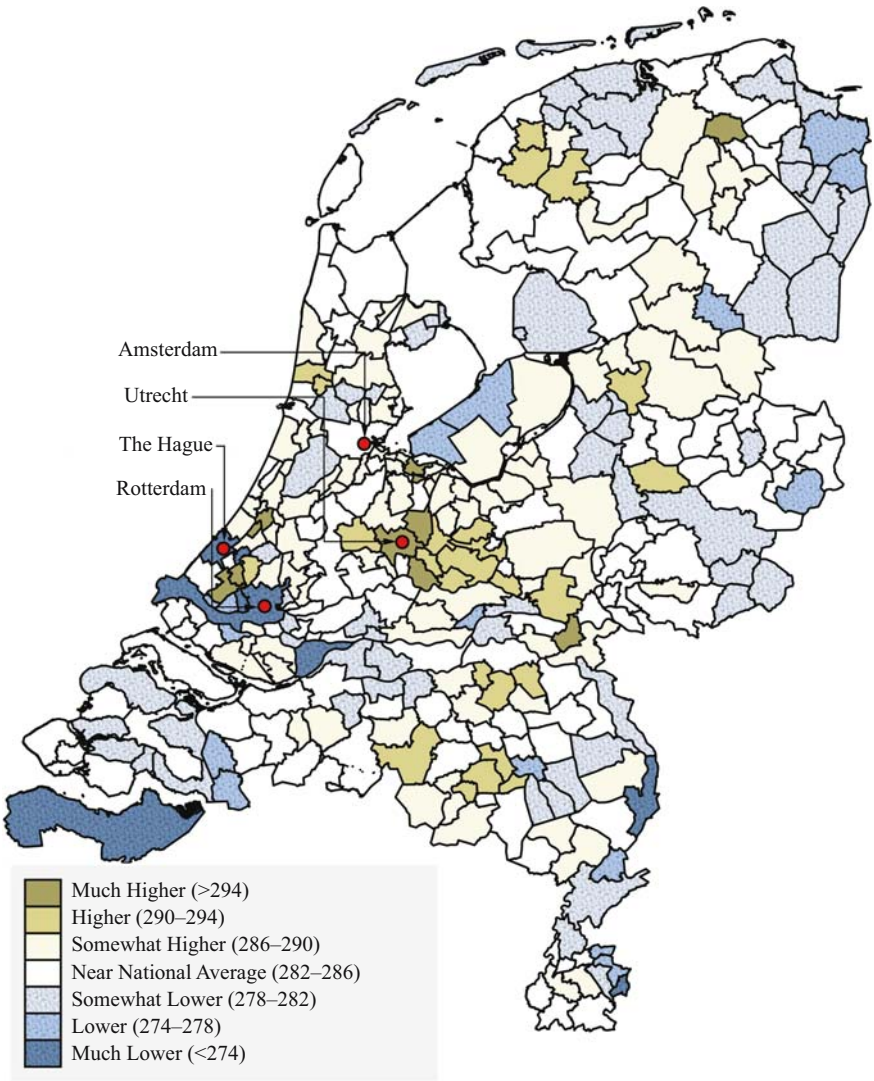 Amsterdam
Utrecht
The Hague
Rotterdam
Much Higher (>294)
Higher (290–294)
Somewhat Higher (286–290)
Near National Average (282–286)
Somewhat Lower (278–282)
Lower (274–278)
Much Lower (<274)